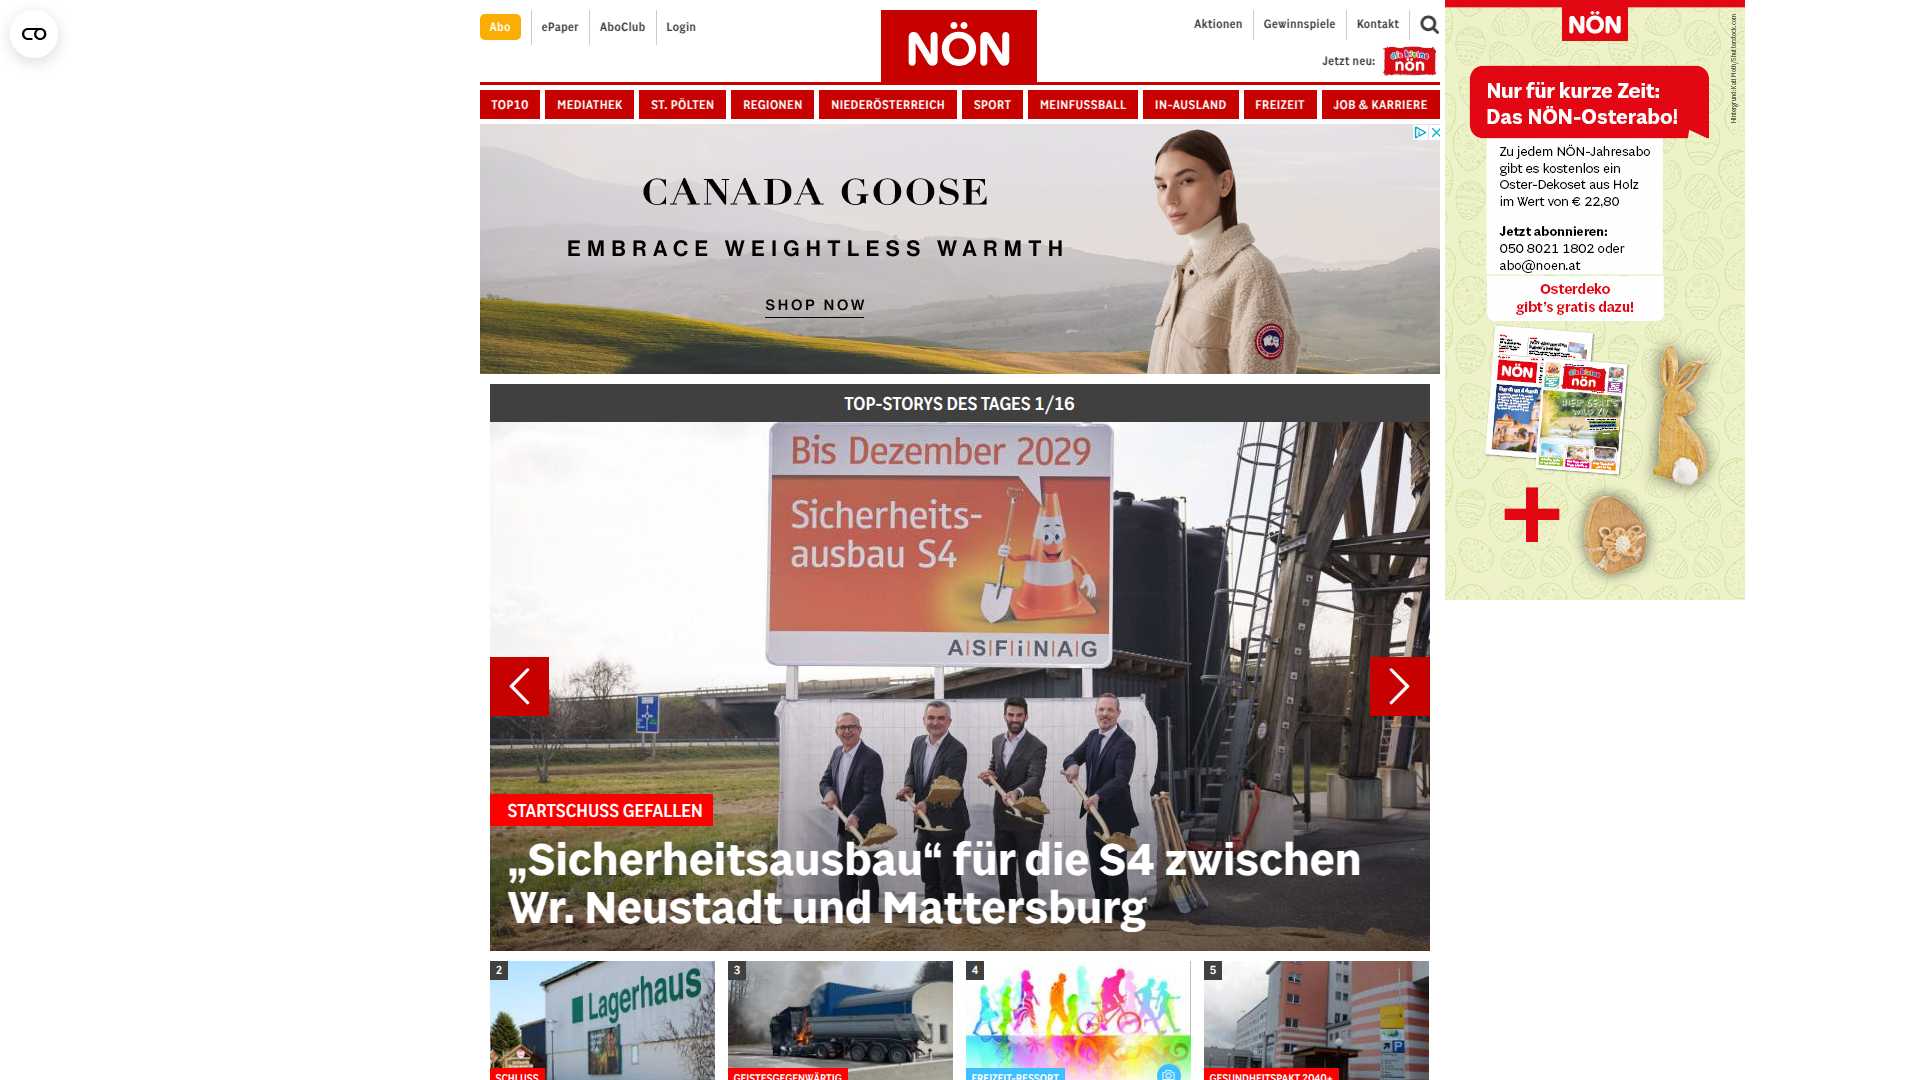 Abo
ePaper
AboClub
Login
NÖN
Aktionen
Gewinnspiele
Kontakt
Jetzt neu:
die kleine
nön
TOP10
MEDIATHEK
ST. PÖLTEN
REGIONEN
NIEDERÖSTERREICH
SPORT
MEINFUSSBALL
IN-AUSLAND
FREIZEIT
JOB & KARRIERE
CANADA GOOSE
EMBRACE WEIGHTLESS WARMTH
SHOP NOW
TOP-STORYS DES TAGES 1/16
Bis Dezember 2029
Sicherheits-
ausbau S4
A|S|F|i|N|A|G
STARTSCHUSS GEFALLEN
„Sicherheitsausbau“ für die S4 zwischen
Wr. Neustadt und Mattersburg
2
Lagerhaus
SCHLUSS
3
GEISTESGEGENWÄRTIG
4
FREIZEIT-RESSORT
5
GESUNDHEITSPAKT 2040+
NÖN
Nur für kurze Zeit:
Das NÖN-Osterabo!
Zu jedem NÖN-Jahresabo
gibt es kostenlos ein
Oster-Dekoset aus Holz
im Wert von € 22,80
Jetzt abonnieren:
050 8021 1802 oder
abo@noen.at
Osterdeko
gibt’s gratis dazu!
NÖN
die kleine
nön
+